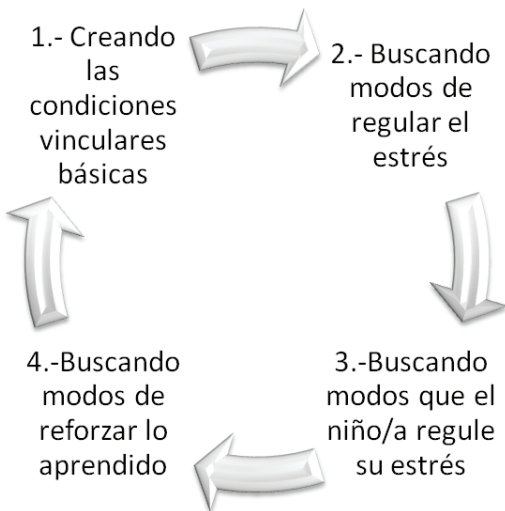 1.- Creando
las
condiciones
vinculares
básicas
2.- Buscando
modos de
regular el
estrés
3.-Buscando
modos que el
niño/a regule
su estrés
4.-Buscando
modos de
reforzar lo
aprendido